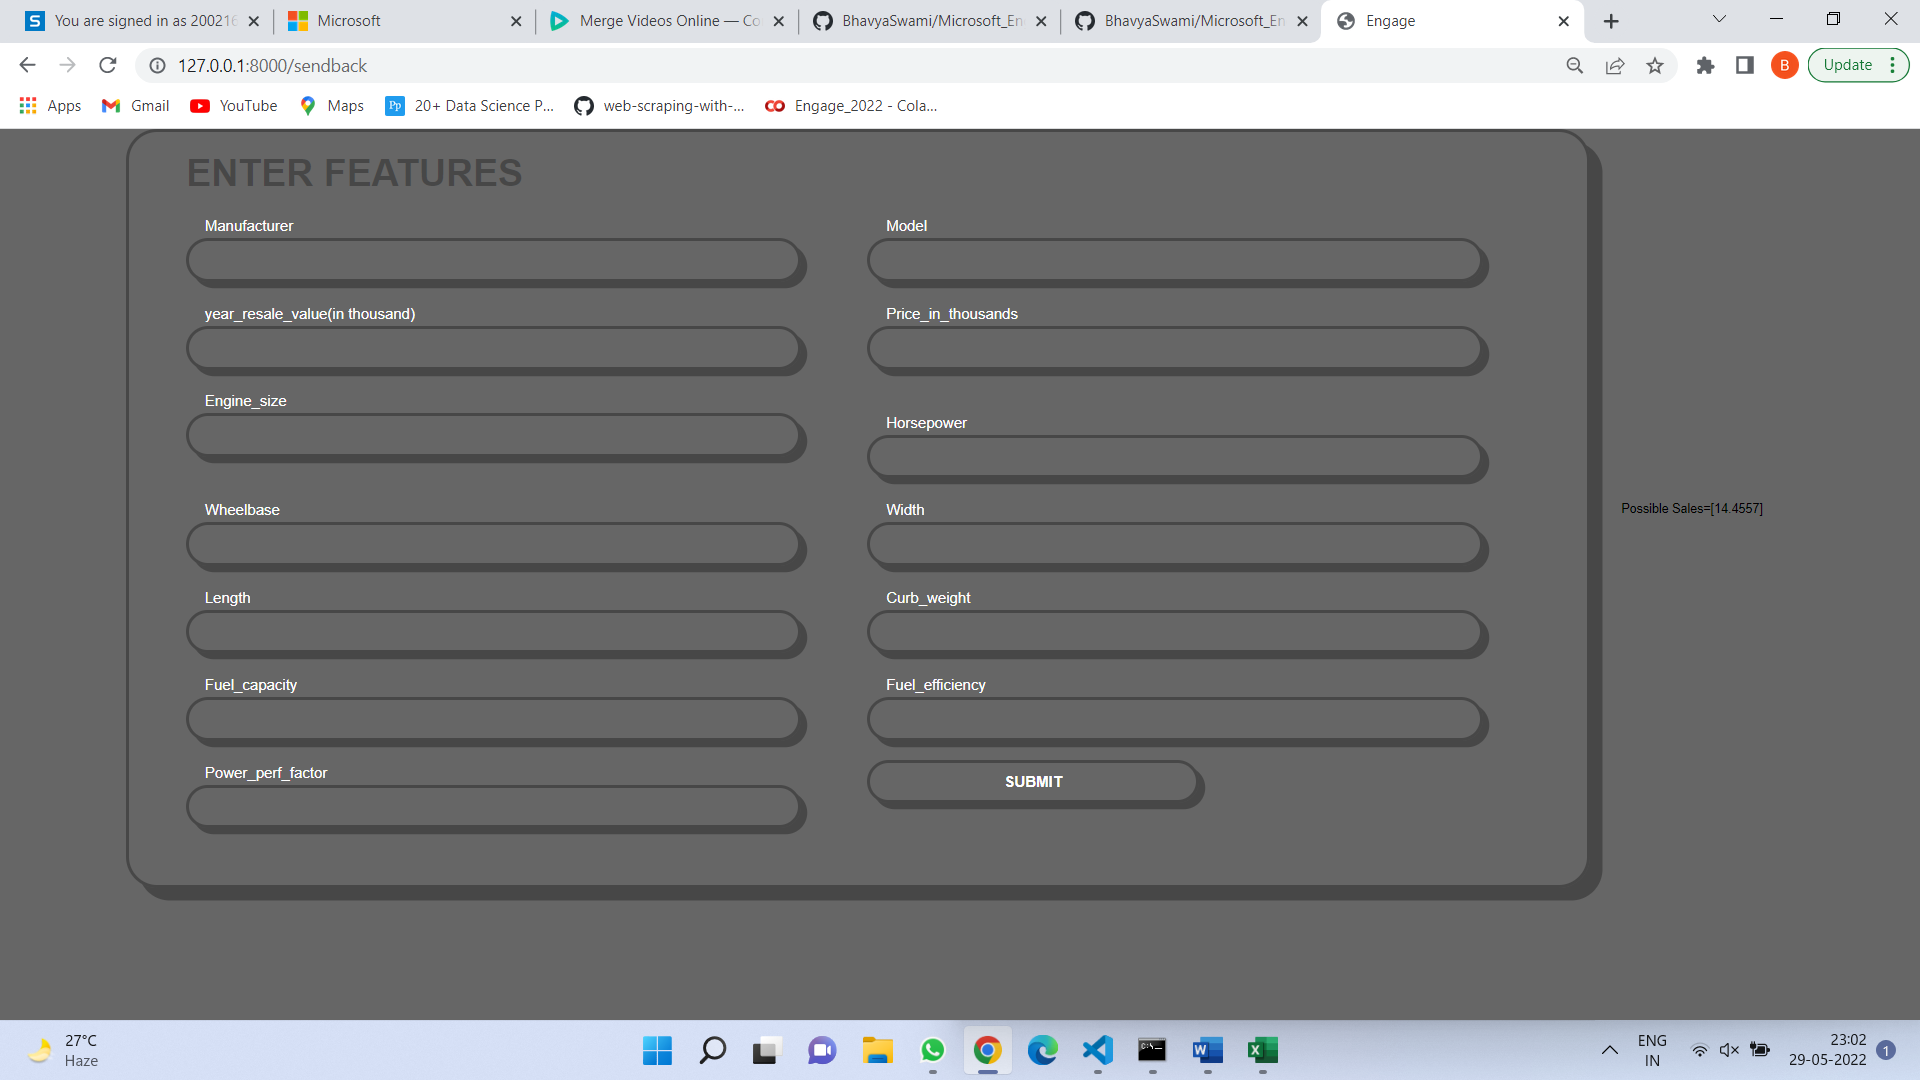 You are signed in as 200216
Microsoft
Merge Videos Online — Co
BhavyaSwami/Microsoft_En
BhavyaSwami/Microsoft_En
Engage
127.0.0.1:8000/sendback
B
Update
Apps
Gmail
YouTube
Maps
Pp
20+ Data Science P...
web-scraping-with-...
Engage_2022 - Cola...
ENTER FEATURES
Manufacturer
Model
year_resale_value(in thousand)
Price_in_thousands
Engine_size
Horsepower
Wheelbase
Width
Possible Sales=[14.4557]
Length
Curb_weight
Fuel_capacity
Fuel_efficiency
Power_perf_factor
SUBMIT
27°C
Haze
ENG
IN
23:02
29-05-2022
1